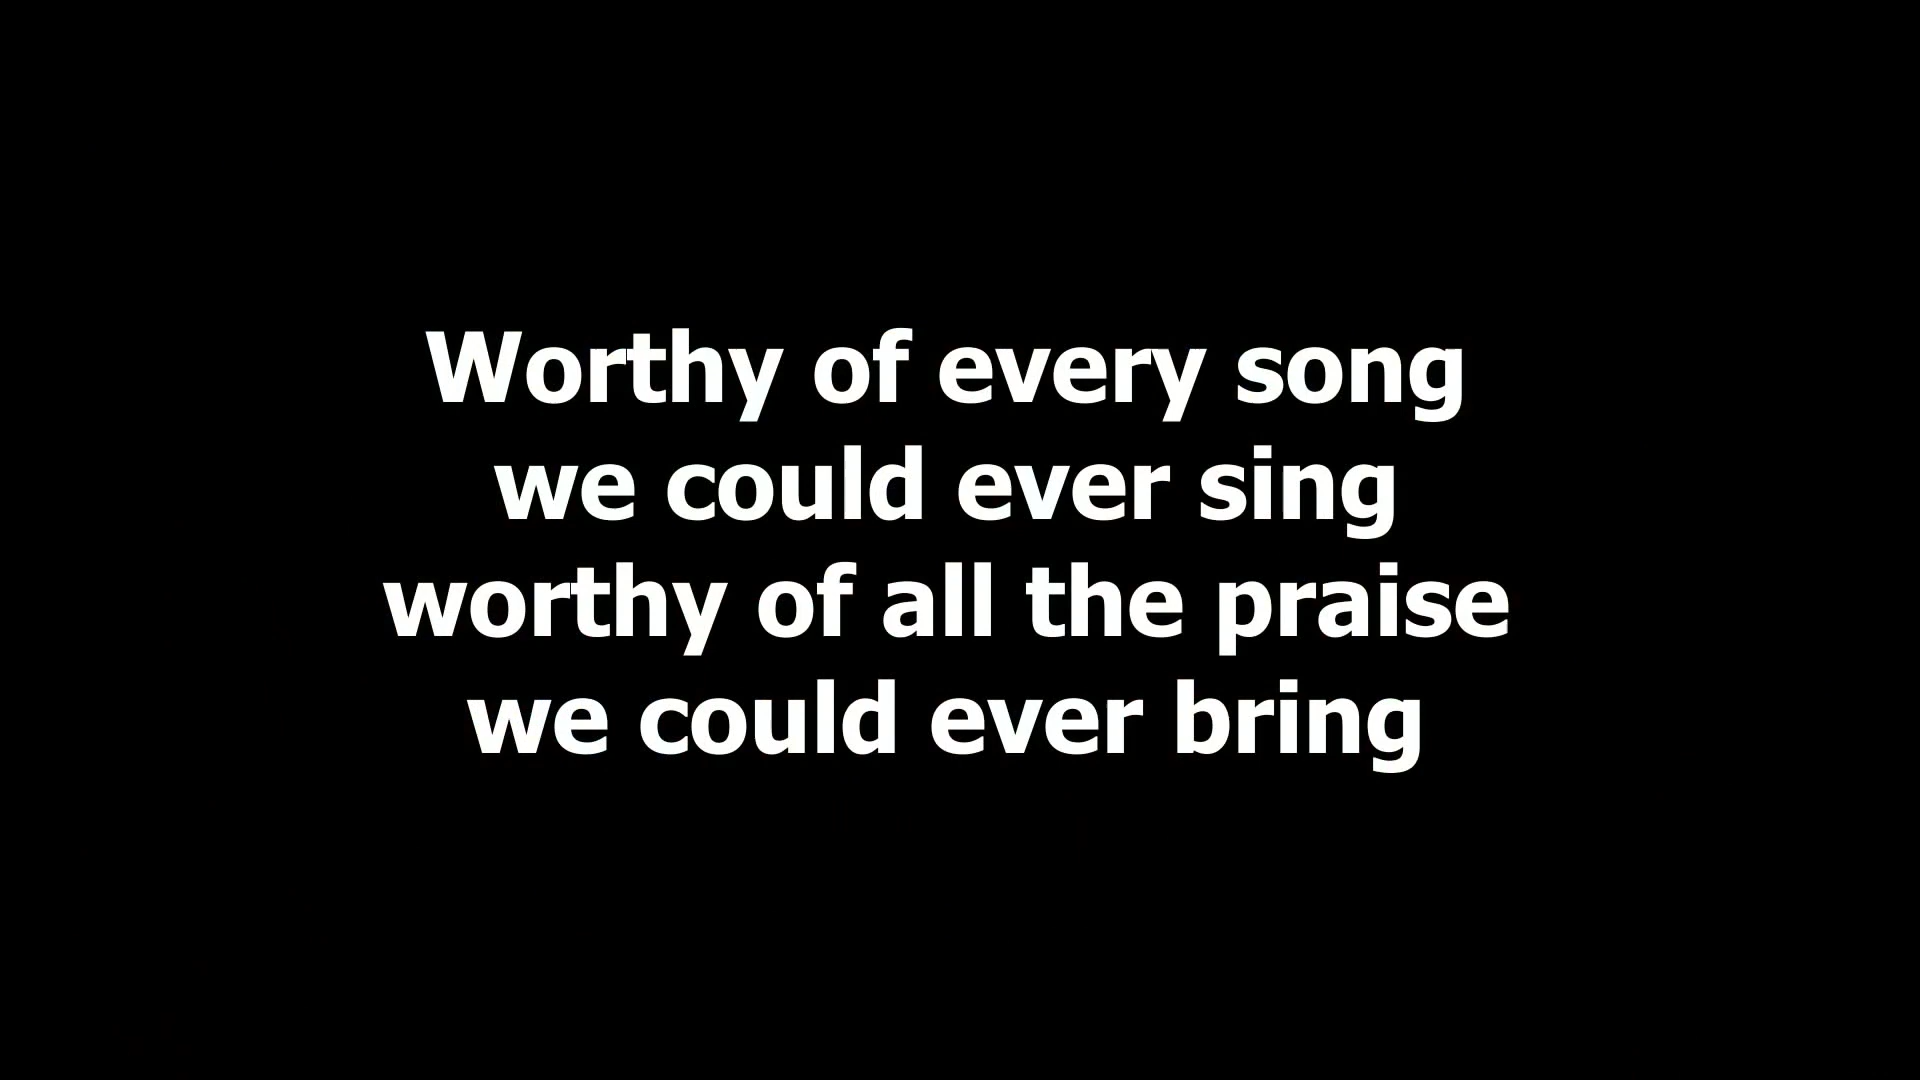 Worthy of every song
we could ever sing
worthy of all the praise
we could ever bring